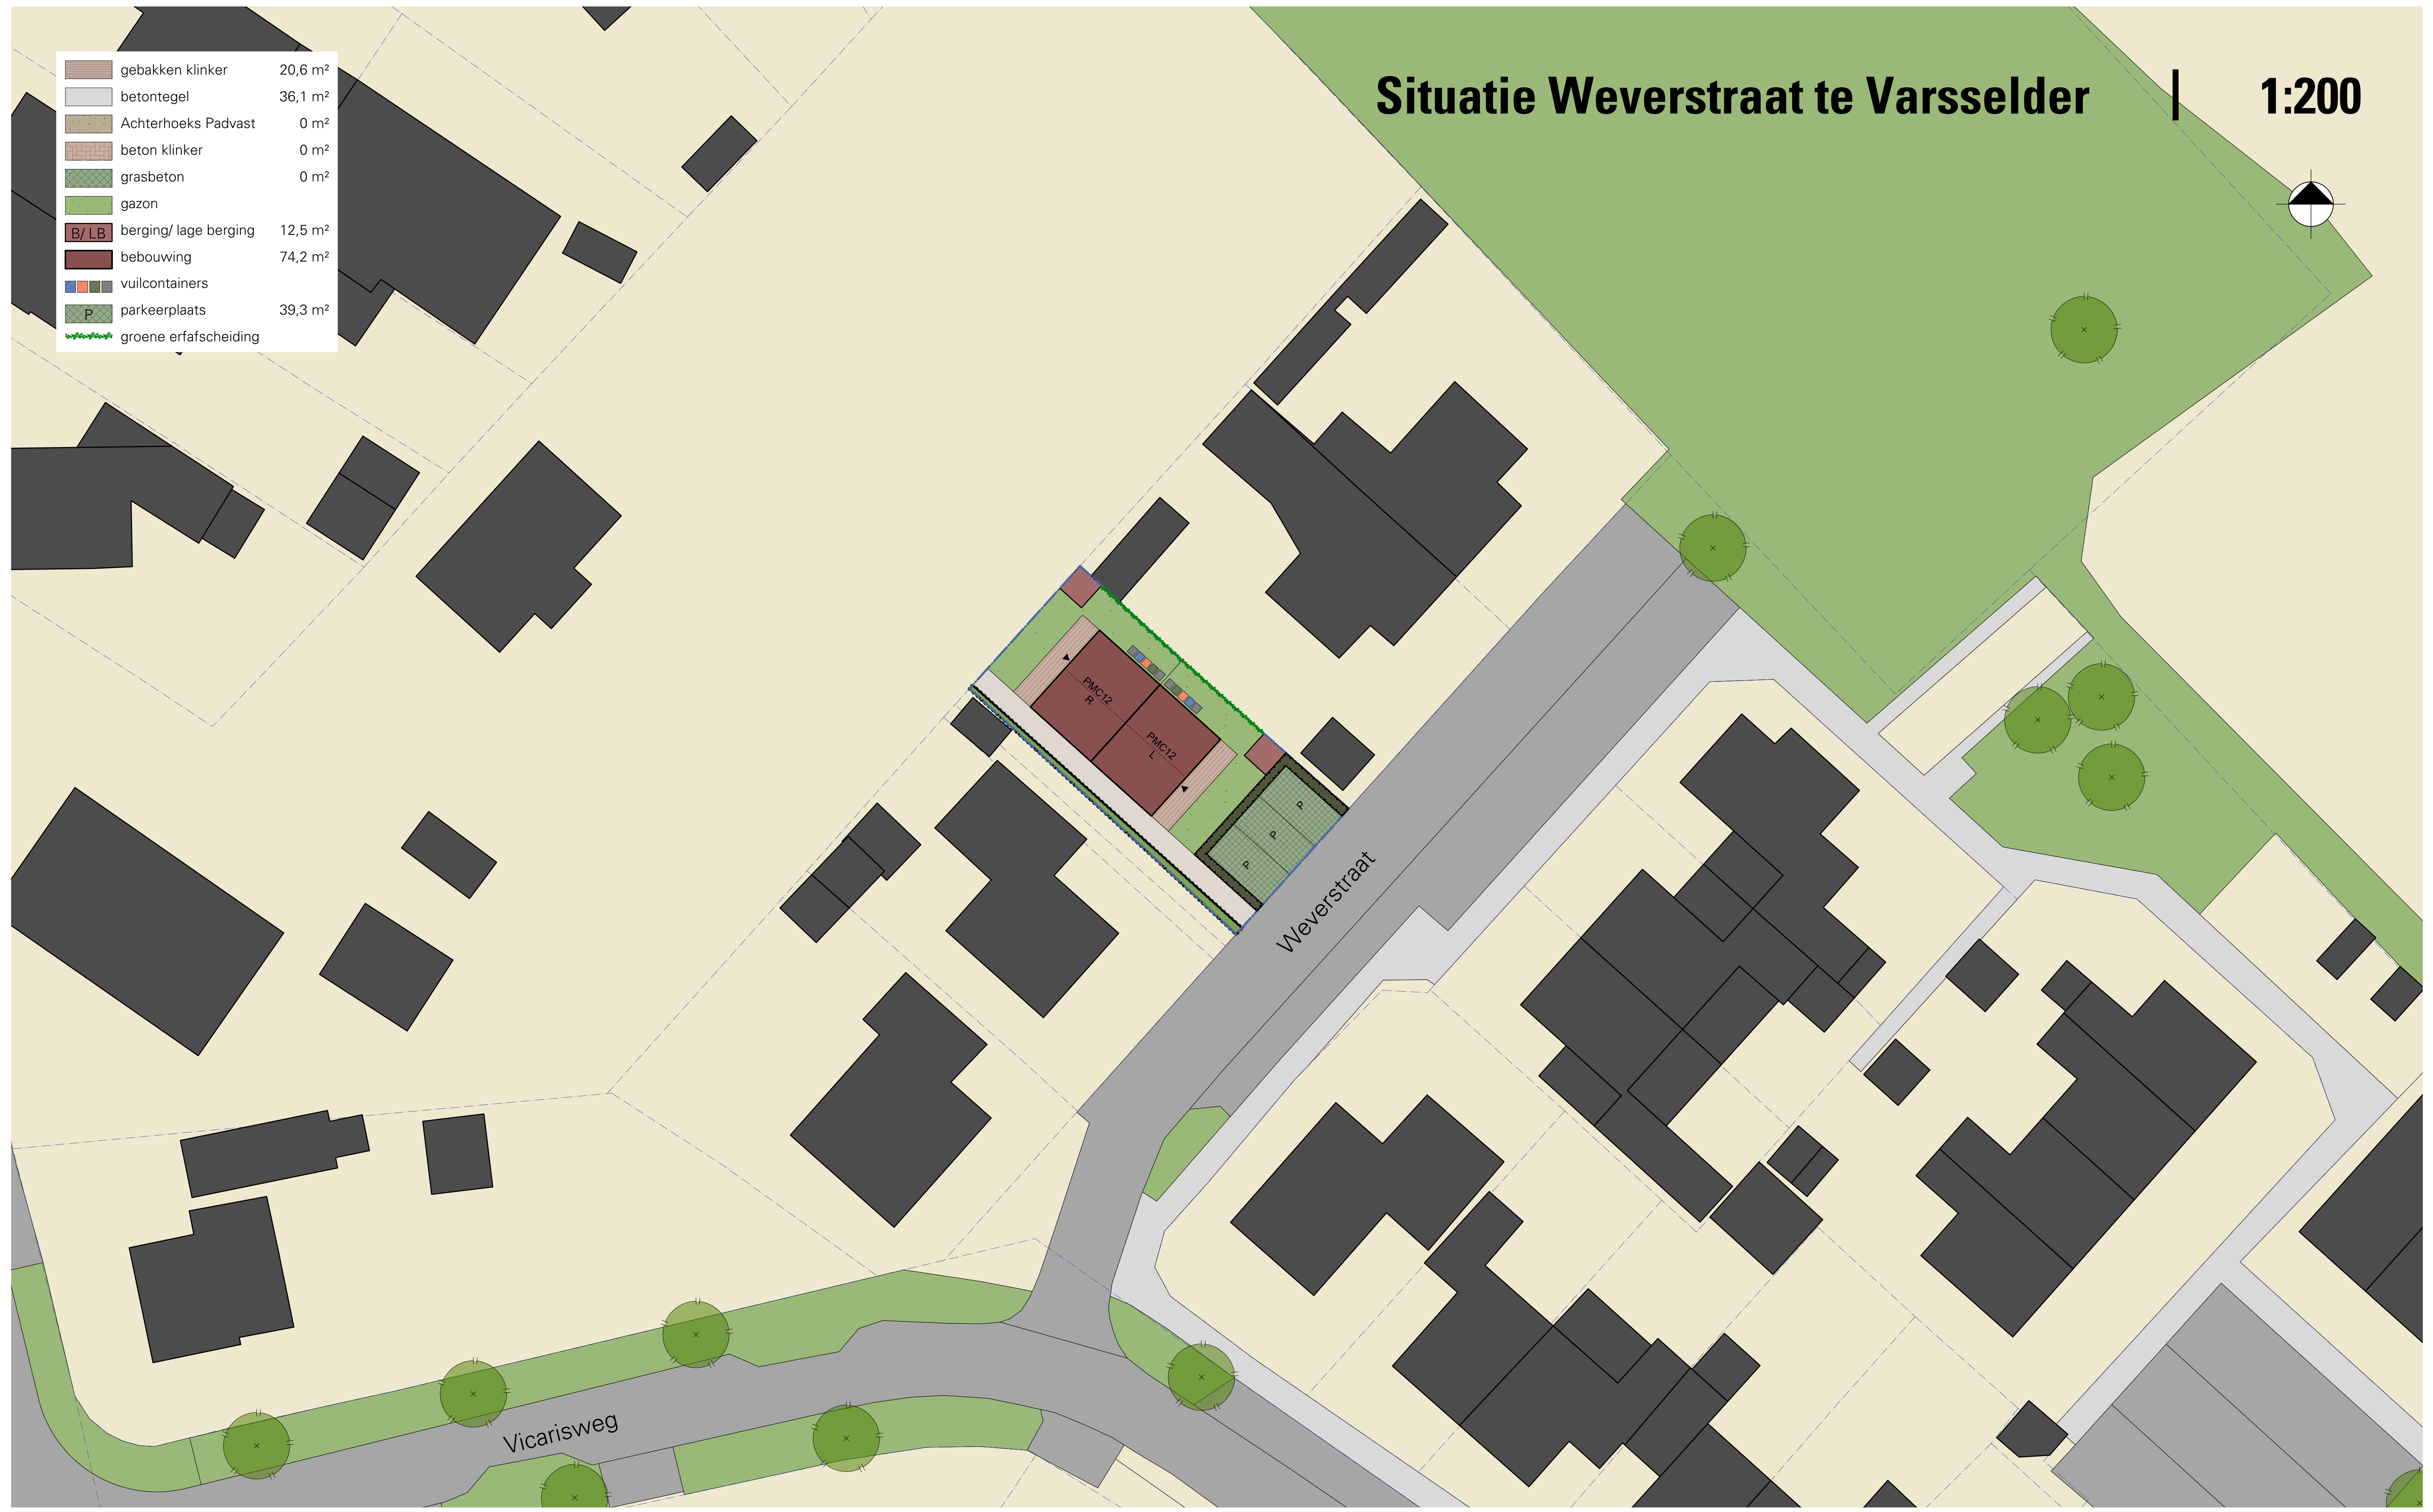 Situatie Weverstraat te Varsselder | 1:200
gebakken klinker 20,6 m²
betontegel 36,1 m²
Achterhoeks Padvast 0 m²
beton klinker 0 m²
grasbeton 0 m²
gazon
B/ LB berging/ lage berging 12,5 m²
bebouwing 74,2 m²
vuilcontainers
P parkeerplaats 39,3 m²
groene erfafscheiding
PMC12
R
PMC12
L
P
P
P
Weverstraat
Vicarisweg